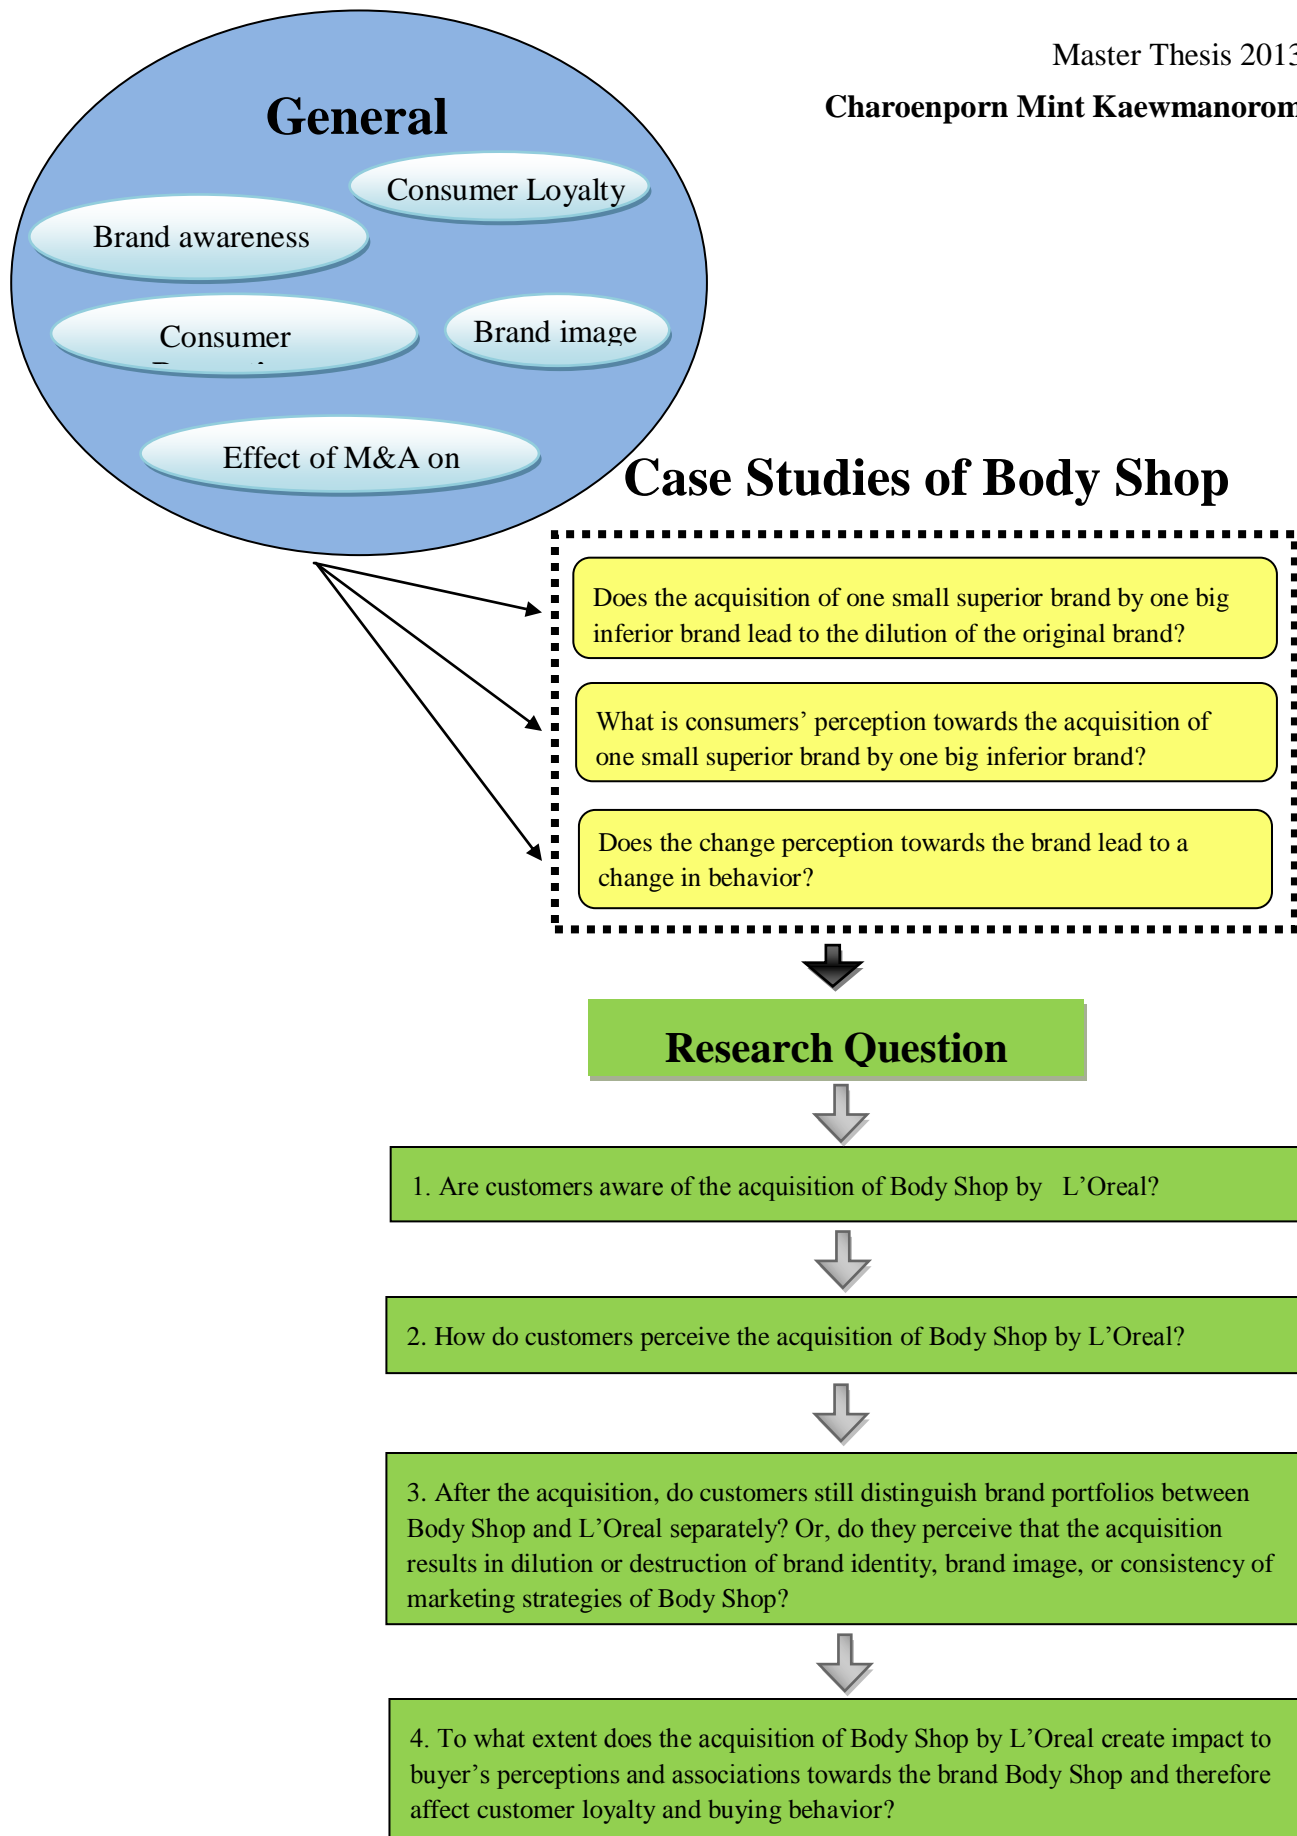 Master Thesis 2013
Charoenporn Mint Kaewmanorom
General
Consumer Loyalty
Brand awareness
Consumer
Brand image
Effect of M&A on
Case Studies of Body Shop
Does the acquisition of one small superior brand by one big
inferior brand lead to the dilution of the original brand?
What is consumers’ perception towards the acquisition of
one small superior brand by one big inferior brand?
Does the change perception towards the brand lead to a
change in behavior?
Research Question
1. Are customers aware of the acquisition of Body Shop by L’Oreal?
2. How do customers perceive the acquisition of Body Shop by L’Oreal?
3. After the acquisition, do customers still distinguish brand portfolios between
Body Shop and L’Oreal separately? Or, do they perceive that the acquisition
results in dilution or destruction of brand identity, brand image, or consistency of
marketing strategies of Body Shop?
4. To what extent does the acquisition of Body Shop by L’Oreal create impact to
buyer’s perceptions and associations towards the brand Body Shop and therefore
affect customer loyalty and buying behavior?